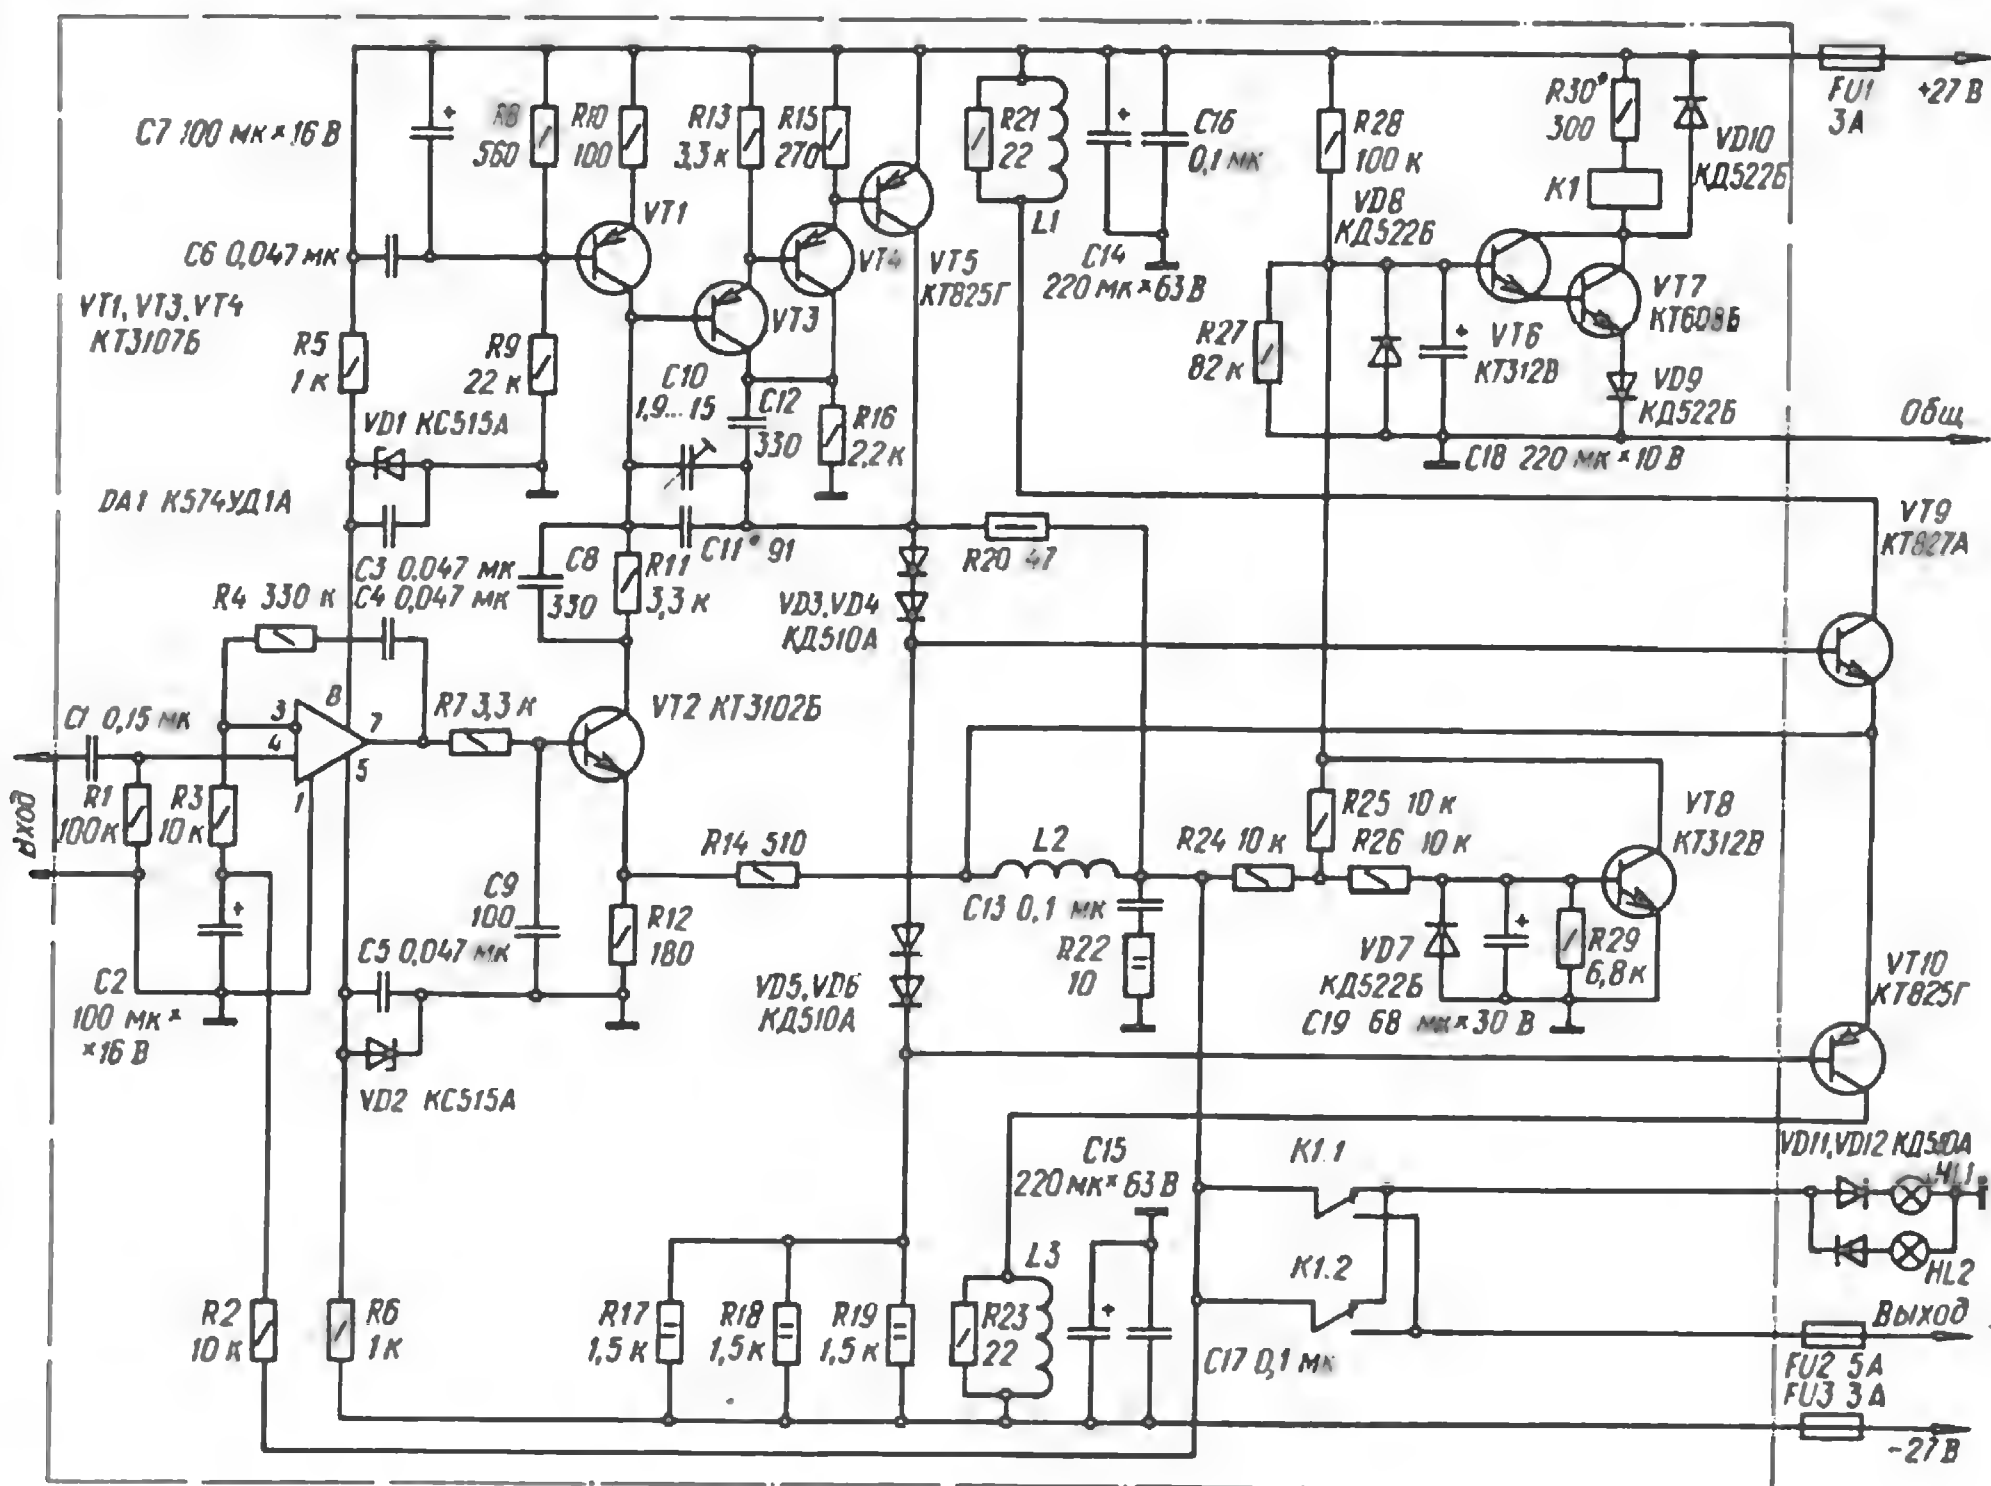 C7 100 мк × 16 В
R8
560
R10
100
R13
3,3 к
R15
270
R21
22
L1
C16
0,1 мк
C14
220 мк × 63 В
R28
100 к
R30*
300
K1
VD10
КД522Б
FU1
3А
+27 В
C6 0,047 мк
VT1
VT3
VT4
VT5
КТ825Г
VT1, VT3, VT4
КТ3107Б
VD8
КД522Б
VT7
КТ608Б
VT6
КТ312В
VD9
КД522Б
R27
82 к
Общ
C18 220 мк × 10 В
R5
1 к
R9
22 к
C10
1,9...15
C12
330
R16
2,2 к
VD1 КС515А
DA1 К574УД1А
C3 0,047 мк
C4 0,047 мк
R4 330 к
C8
330
R11
3,3 к
C11* 91
R20 47
VD3, VD4
КД510А
VT9
КТ827А
C1 0,15 мк
3
8
7
4
5
1
R7 3,3 к
VT2 КТ3102Б
R1
100 к
R3
10 к
C2
100 мк ×
×16 В
C9
100
C5 0,047 мк
R12
180
R14 510
L2
C13 0,1 мк
R22
10
R24 10 к
R25 10 к
R26 10 к
VT8
КТ312В
VD7
КД522Б
R29
6,8 к
C19 68 мк × 30 В
VT10
КТ825Г
VD2 КС515А
VD5, VD6
КД510А
C15
220 мк × 63 В
K1.1
K1.2
VD11, VD12 КД510А
HL1
HL2
R2
10 к
R6
1 к
R17
1,5 к
R18
1,5 к
R19
1,5 к
L3
R23
22
C17 0,1 мк
Выход
FU2 5А
FU3 3А
-27 В